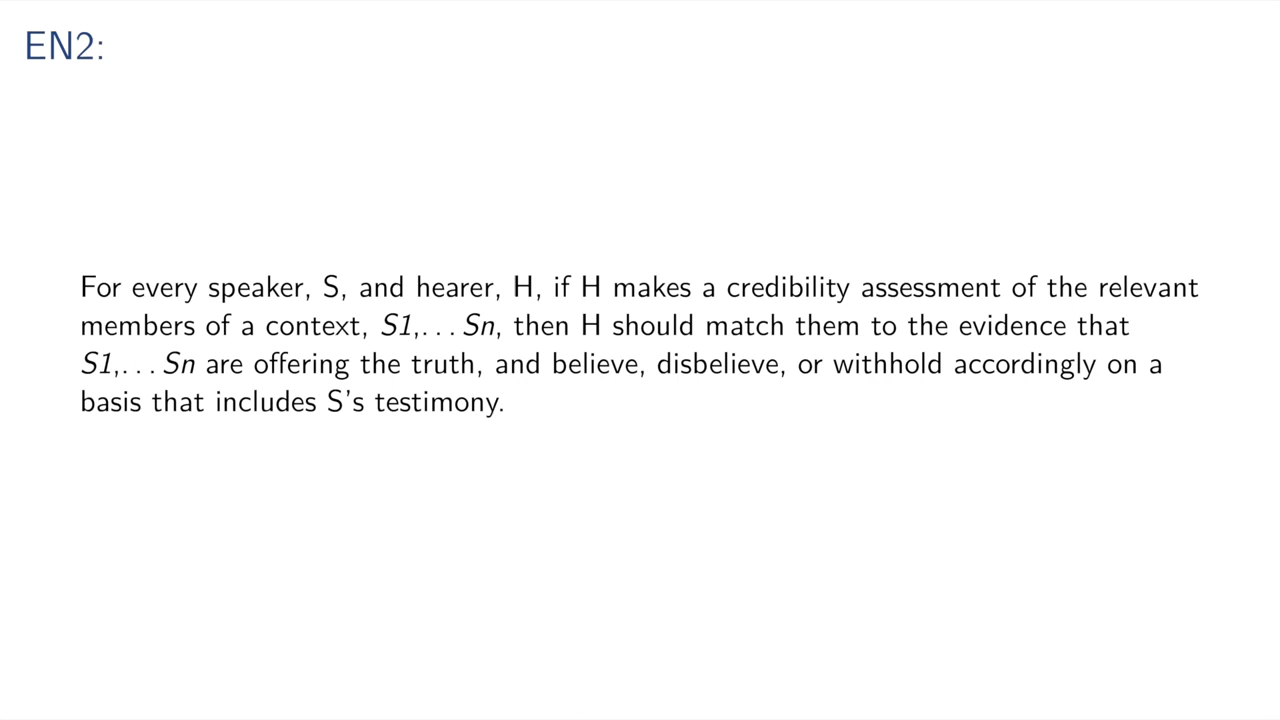 EN2:
For every speaker, S, and hearer, H, if H makes a credibility assessment of the relevant
members of a context, S1,... Sn, then H should match them to the evidence that
S1,... Sn are offering the truth, and believe, disbelieve, or withhold accordingly on a
basis that includes S's testimony.